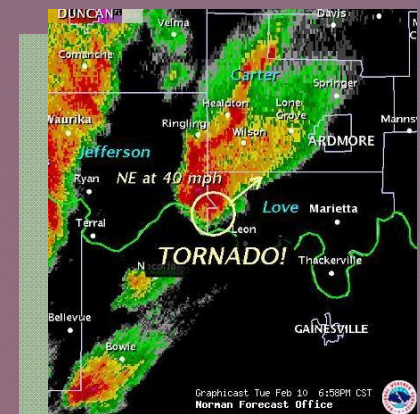 DUNCAN
Velma
Davis
Comanche
Carter
Springer
Healdton
Lone
Grove
Waurika
Ringling
Wilson
Manns
ARDMORE
Jefferson
Ryan
NE at 40 mph
Love
Marietta
Terral
Leon
TORNADO!
Thackerville
Nocona
Bellevue
GAINESVILLE
Bowie
Graphicast Tue Feb 10 6:58PM CST
Norman Forecast Office